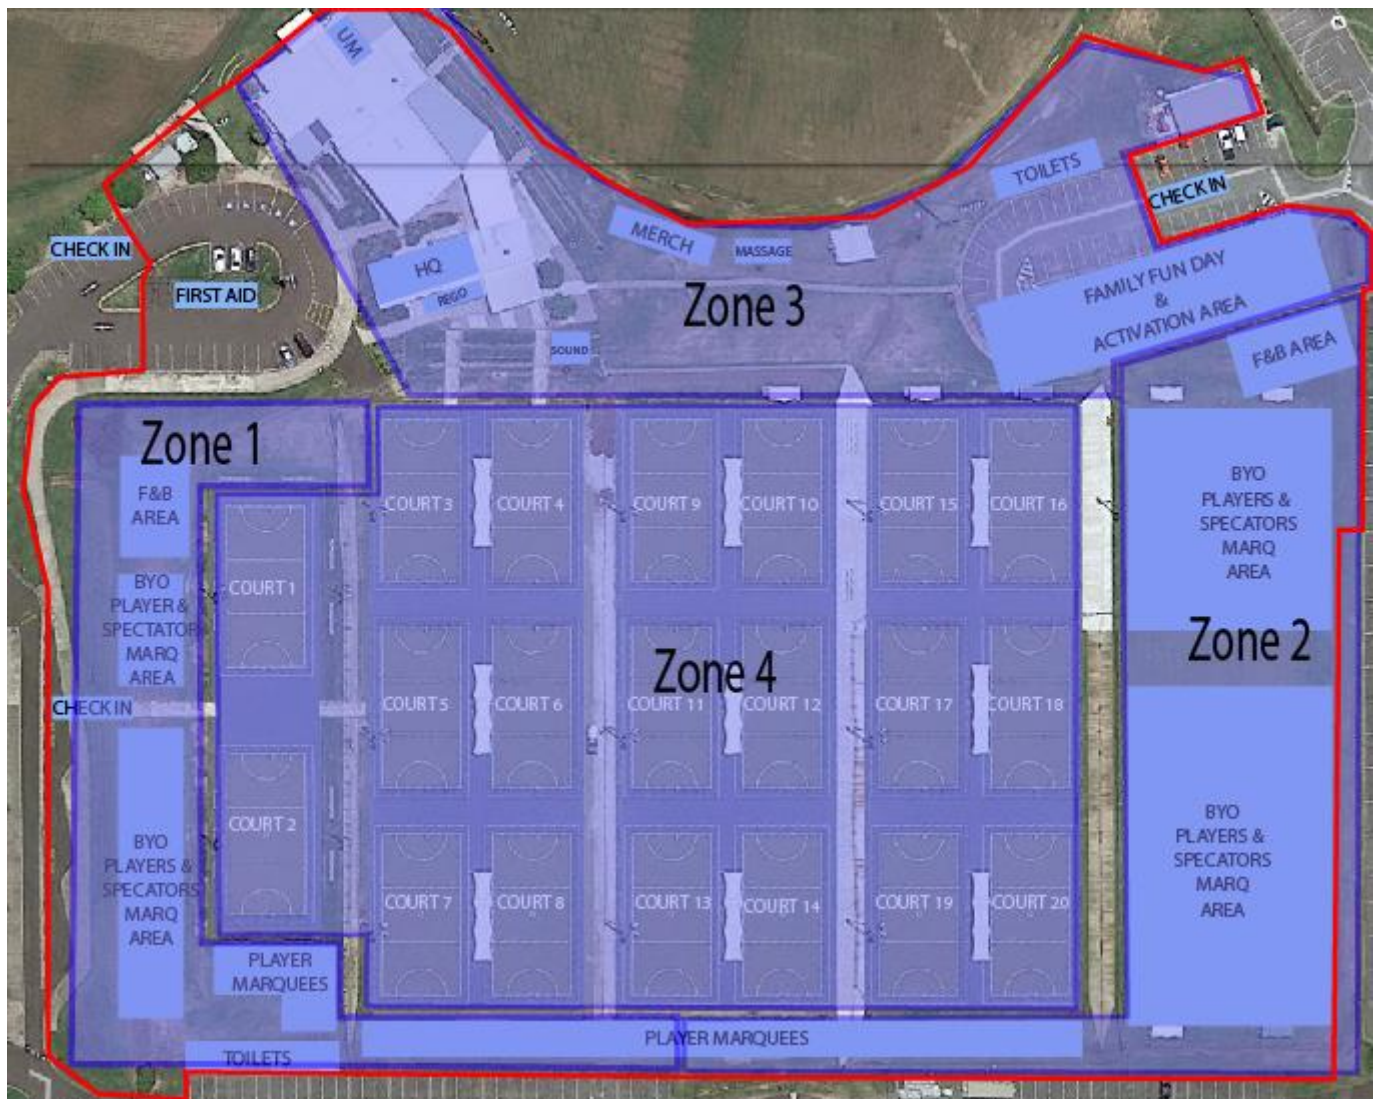 UM
TOILETS
CHECK IN
CHECK IN
MERCH
MASSAGE
HQ
REGO
FIRST AID
Zone 3
FAMILY FUN DAY
&
ACTIVATION AREA
SOUND
F&B AREA
Zone 1
F&B
AREA
COURT 3
COURT 4
COURT 9
COURT 10
COURT 15
COURT 16
BYO
PLAYERS &
SPECATORS
MARQ
AREA
COURT 1
BYO
PLAYER &
SPECTATOR
MARQ
AREA
Zone 4
Zone 2
CHECK IN
COURT 5
COURT 6
COURT 11
COURT 12
COURT 17
COURT 18
COURT 2
BYO
PLAYERS &
SPECATORS
MARQ
AREA
BYO
PLAYERS &
SPECATORS
MARQ
AREA
COURT 7
COURT 8
COURT 13
COURT 14
COURT 19
COURT 20
PLAYER
MARQUEES
PLAYER MARQUEES
TOILETS